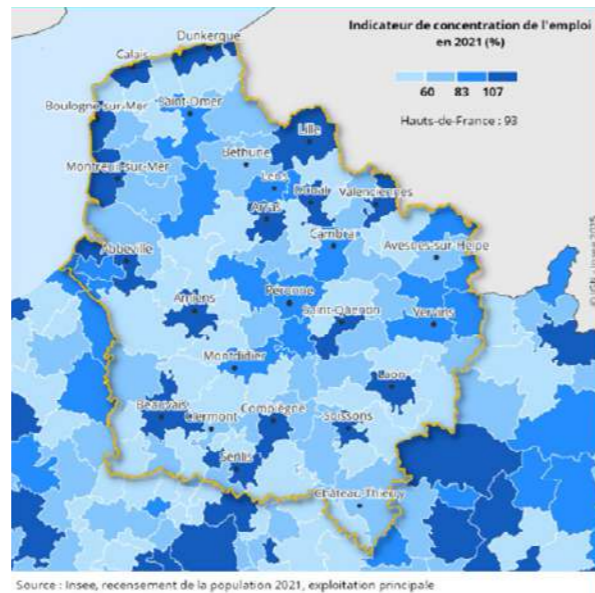 Indicateur de concentration de l'emploi
en 2021 (%)
60 83 107
Hauts-de-France : 93
Dunkerque
Calais
Boulogne-sur-Mer
Saint-Omer
Lille
Béthune
Montreuil-sur-Mer
Lens
Douai
Valenciennes
Arras
Cambrai
Avesnes-sur-Helpe
Abbeville
Péronne
Amiens
Saint-Quentin
Vervins
Montdidier
Laon
Beauvais
Clermont
Compiègne
Soissons
Senlis
Château-Thierry
Source : Insee, recensement de la population 2021, exploitation principale